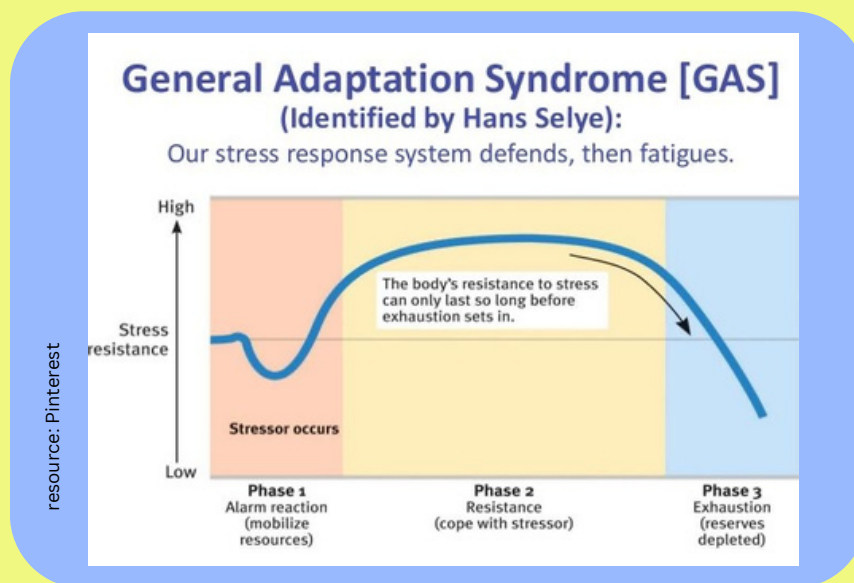 General Adaptation Syndrome [GAS]
(Identified by Hans Selye):
Our stress response system defends, then fatigues.
High
Stress
resistance
Low
The body's resistance to stress
can only last so long before
exhaustion sets in.
Stressor occurs
Phase 1
Alarm reaction
(mobilize
resources)
Phase 2
Resistance
(cope with stressor)
Phase 3
Exhaustion
(reserves
depleted)
resource: Pinterest